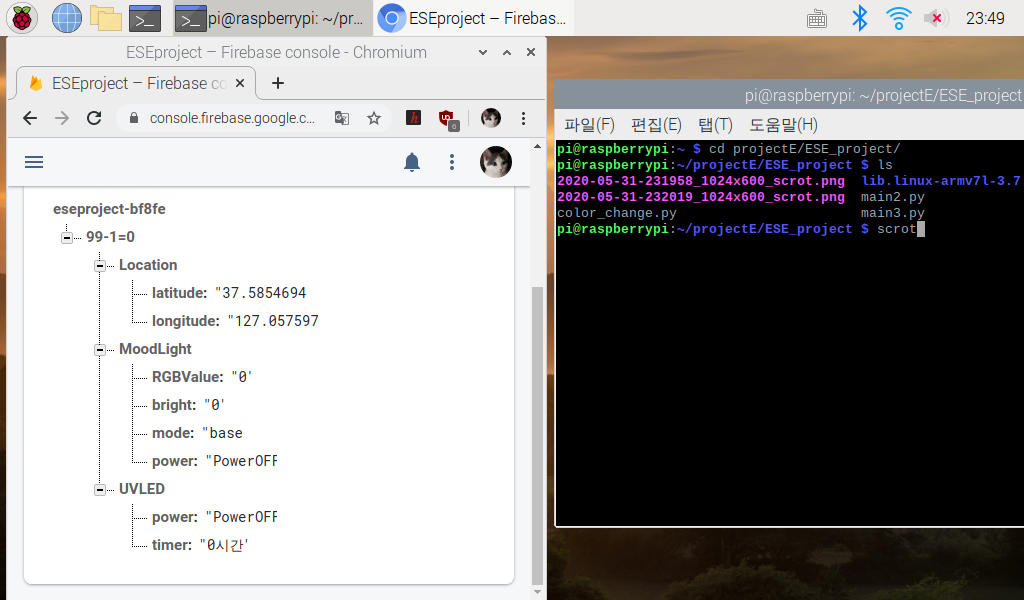 pi@raspberrypi: ~/pr...
ESEproject – Firebas...
23:49
ESEproject – Firebase console - Chromium
ESEproject – Firebase co
console.firebase.google.c...
6
eseproject-bf8fe
99-1=0
Location
latitude: "37.5854694
longitude: "127.057597
MoodLight
RGBValue: "0'
bright: "0'
mode: "base
power: "PowerOFF
UVLED
power: "PowerOFF
timer: "0시간'
pi@raspberrypi: ~/projectE/ESE_project
파일(F) 편집(E) 탭(T) 도움말(H)
pi@raspberrypi:~ $ cd projectE/ESE_project/
pi@raspberrypi:~/projectE/ESE_project $ ls
2020-05-31-231958_1024x600_scrot.png lib.linux-armv7l-3.7
2020-05-31-232019_1024x600_scrot.png main2.py
color_change.py main3.py
pi@raspberrypi:~/projectE/ESE_project $ scrot